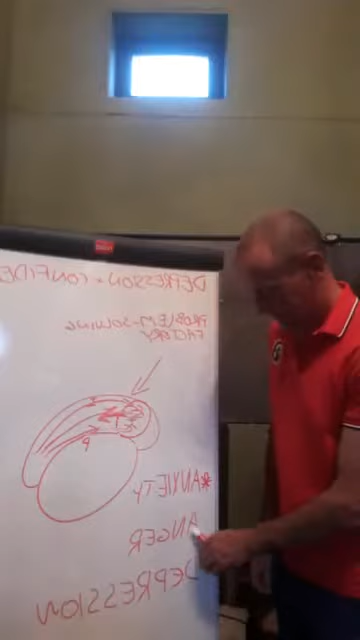 DEPRESSION + CONFIDE
PROBLEM-SOLVING
FACTORY
*ANXIETY
ANGER
DEPRESSION